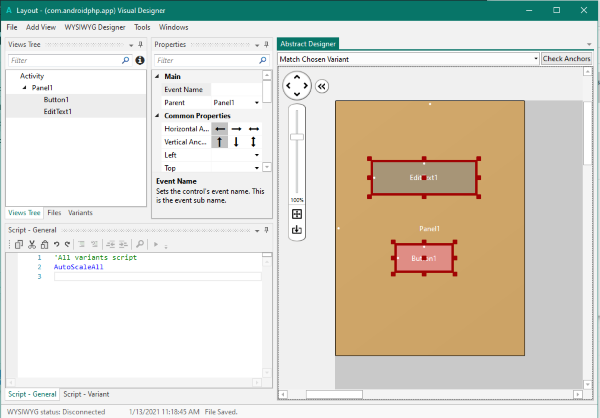 Layout - (com.androidphp.app) Visual Designer
File Add View WYSIWYG Designer Tools Windows
Views Tree
Filter
Activity
Panel1
Button1
EditText1
Views Tree Files Variants
Properties
Filter
Main
Event Name
Parent Panel1
Common Properties
Horizontal A...
Vertical Anc...
Left
Top
Event Name
Sets the control's event name. This is the event sub name.
Script - General
1 'All variants script
2 AutoScaleAll
3
Script - General Script - Variant
Abstract Designer
Match Chosen Variant Check Anchors
100%
EditText1
Panel1
Button1
WYSIWYG status: Disconnected 1/13/2021 11:18:45 AM File Saved.